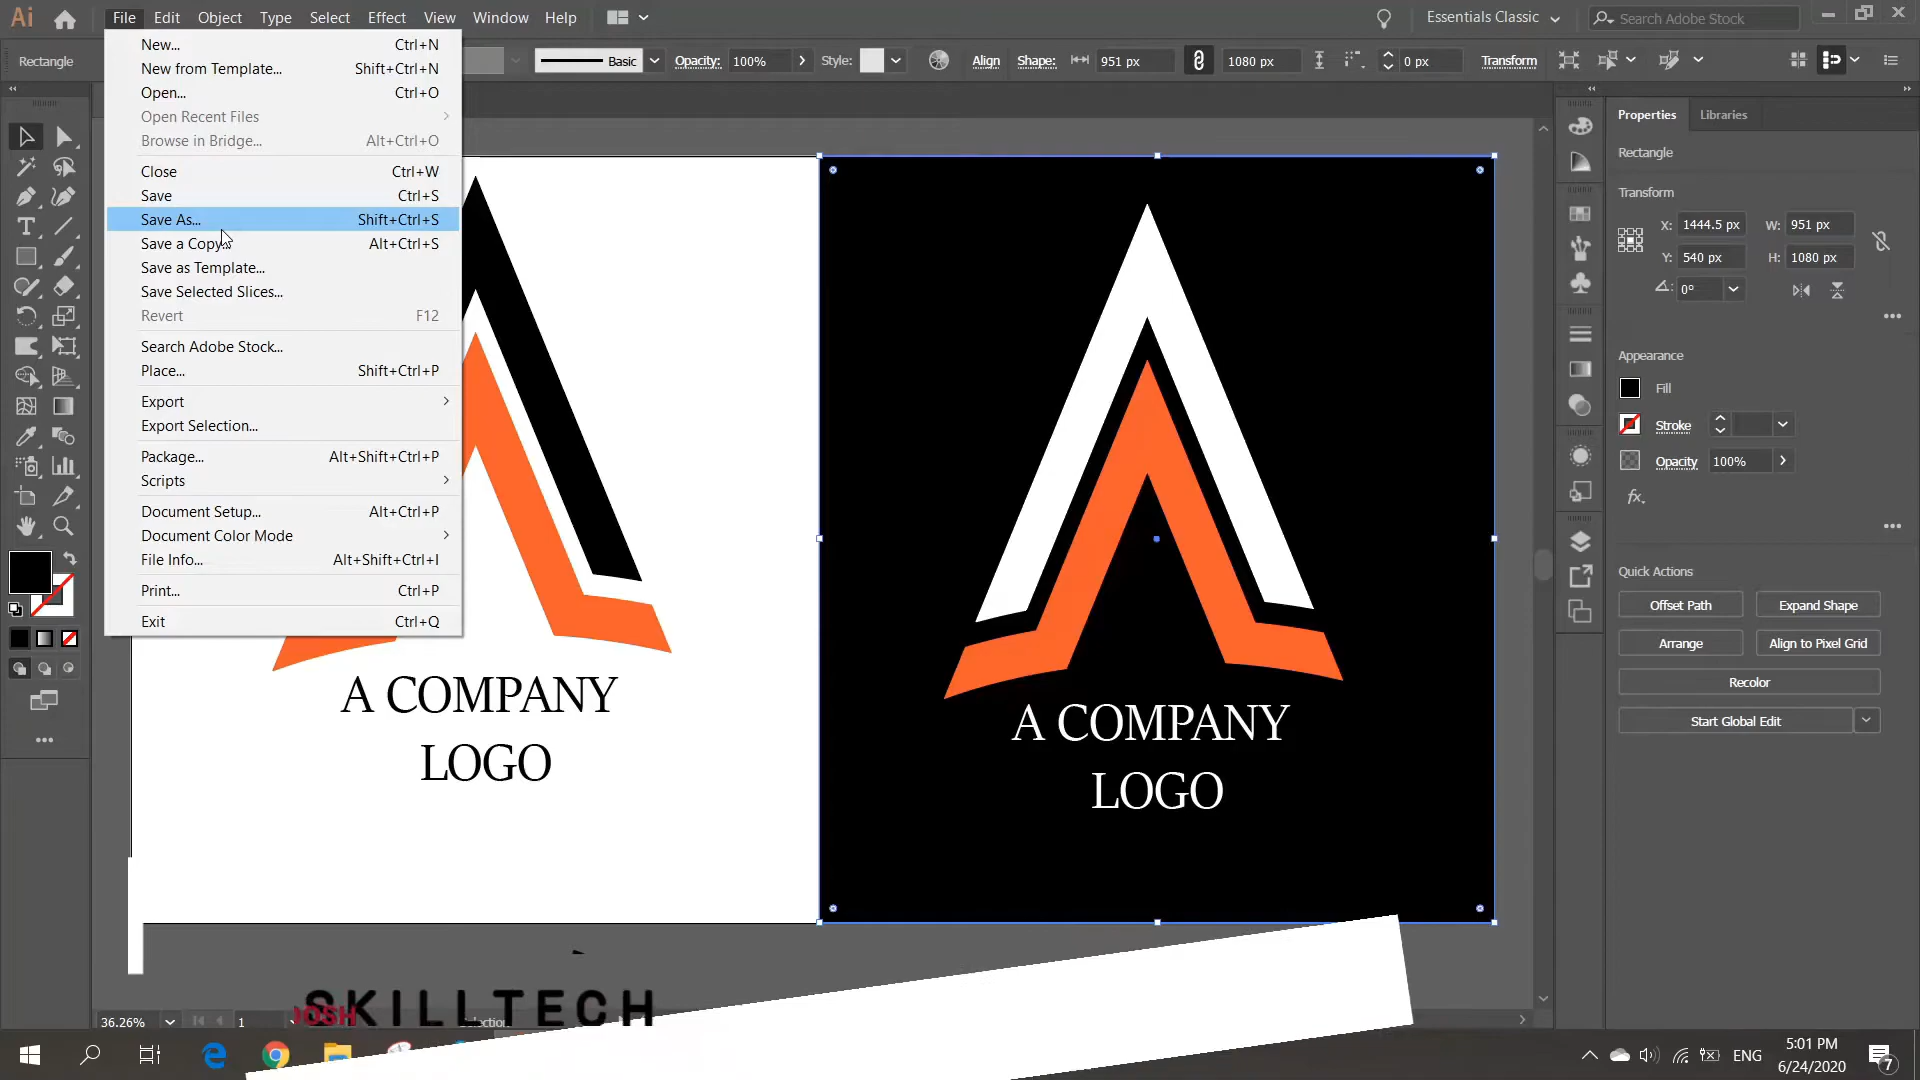 Ai File Edit Object Type Select Effect View Window Help Essentials Classic Search Adobe Stock
Rectangle Basic Opacity: 100% Style: Align Shape: 951 px 1080 px 0 px Transform
New... Ctrl+N
New from Template... Shift+Ctrl+N
Open... Ctrl+O
Open Recent Files
Browse in Bridge... Alt+Ctrl+O
Close Ctrl+W
Save Ctrl+S
Save As... Shift+Ctrl+S
Save a Copy... Alt+Ctrl+S
Save as Template...
Save Selected Slices...
Revert F12
Search Adobe Stock...
Place... Shift+Ctrl+P
Export
Export Selection...
Package... Alt+Shift+Ctrl+P
Scripts
Document Setup... Alt+Ctrl+P
Document Color Mode
File Info... Alt+Shift+Ctrl+I
Print... Ctrl+P
Exit Ctrl+Q
A COMPANY
LOGO
A COMPANY
LOGO
Properties Libraries
Rectangle
Transform
X: 1444.5 px W: 951 px
Y: 540 px H: 1080 px
0°
Appearance
Fill
Stroke
Opacity 100%
fx.
Quick Actions
Offset Path Expand Shape
Arrange Align to Pixel Grid
Recolor
Start Global Edit
SKILLTECH
36.26% 1 Selection
ENG
5:01 PM
6/24/2020
7